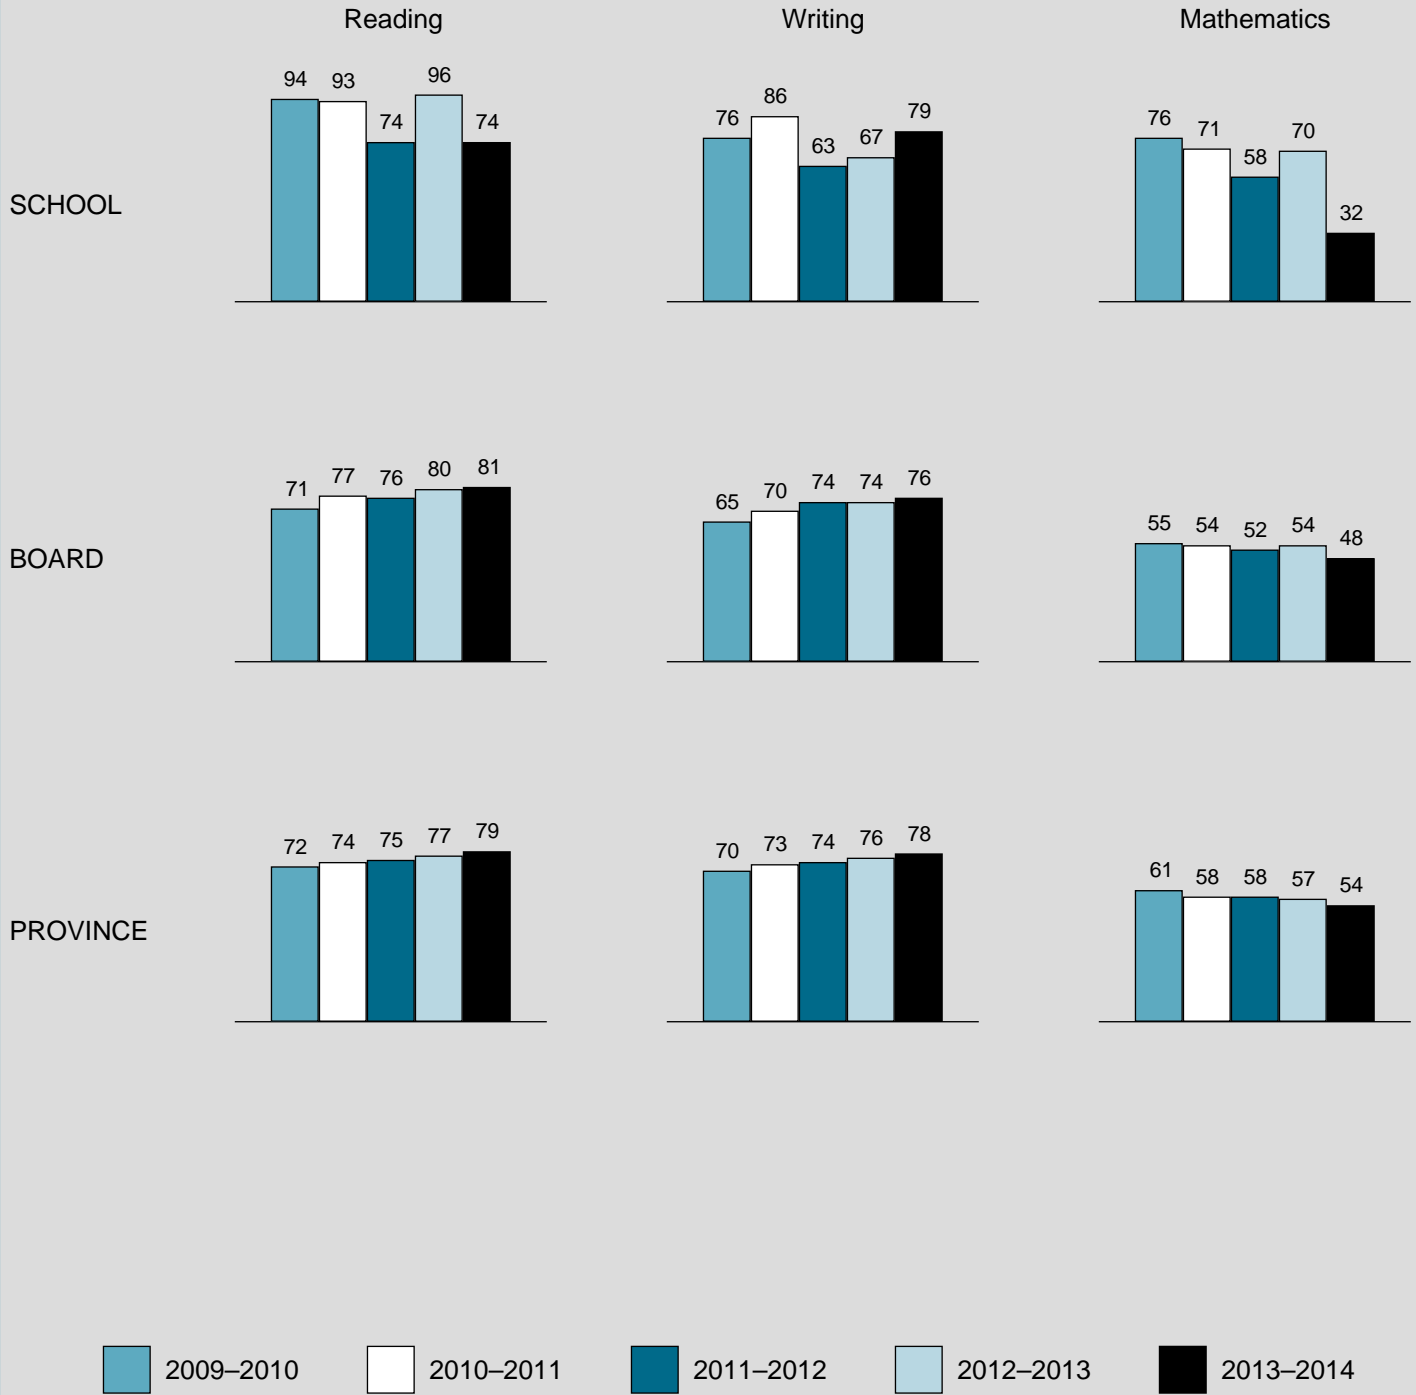 Reading Writing Mathematics
SCHOOL
94 93 74 96 74
76 86 63 67 79
76 71 58 70 32
BOARD
71 77 76 80 81
65 70 74 74 76
55 54 52 54 48
PROVINCE
72 74 75 77 79
70 73 74 76 78
61 58 58 57 54
2009–2010 2010–2011 2011–2012 2012–2013 2013–2014